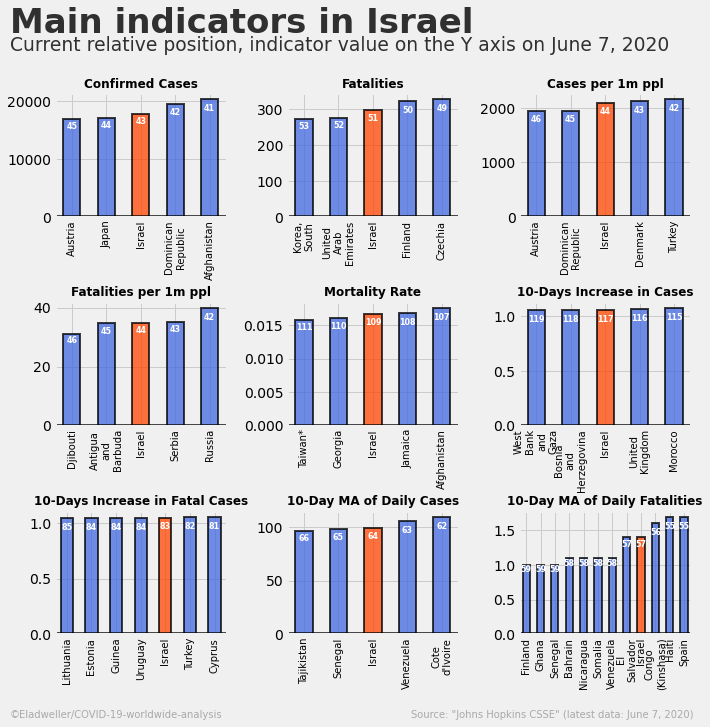 Main indicators in Israel
Current relative position, indicator value on the Y axis on June 7, 2020
Confirmed Cases
20000
10000
0
45
44
43
42
41
Austria
Japan
Israel
Dominican
Republic
Afghanistan
Fatalities
300
200
100
0
53
52
51
50
49
Korea,
South
United
Arab
Emirates
Israel
Finland
Czechia
Cases per 1m ppl
2000
1000
0
46
45
44
43
42
Austria
Dominican
Republic
Israel
Denmark
Turkey
Fatalities per 1m ppl
40
20
0
46
45
44
43
42
Djibouti
Antigua
and
Barbuda
Israel
Serbia
Russia
Mortality Rate
0.015
0.010
0.005
0.000
111
110
109
108
107
Taiwan*
Georgia
Israel
Jamaica
Afghanistan
10-Days Increase in Cases
1.0
0.5
0.0
119
118
117
116
115
West
Bank
and
Gaza
Bosnia
and
Herzegovina
Israel
United
Kingdom
Morocco
10-Days Increase in Fatal Cases
1.0
0.5
0.0
85
84
84
84
83
82
81
Lithuania
Estonia
Guinea
Uruguay
Israel
Turkey
Cyprus
10-Day MA of Daily Cases
100
50
0
66
65
64
63
62
Tajikistan
Senegal
Israel
Venezuela
Cote
d'Ivoire
10-Day MA of Daily Fatalities
1.5
1.0
0.5
0.0
59
59
59
58
58
58
58
57
57
56
55
55
Finland
Ghana
Senegal
Bahrain
Nicaragua
Somalia
Venezuela
El
Salvador
Israel
Congo
(Kinshasa)
Haiti
Spain
©Eladweller/COVID-19-worldwide-analysis
Source: "Johns Hopkins CSSE" (latest data: June 7, 2020)